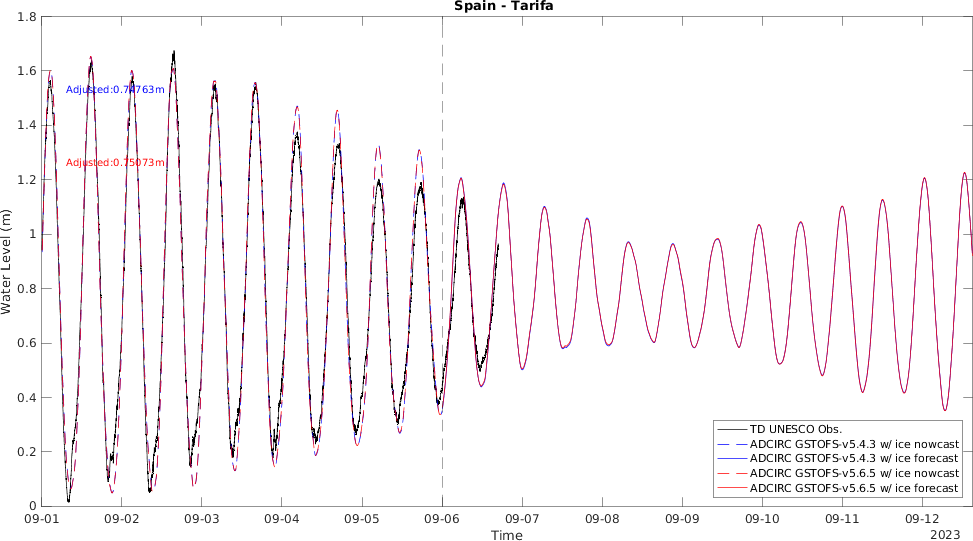 Spain - Tarifa
1.8
1.6
1.4
1.2
1
0.8
0.6
0.4
0.2
0
Water Level (m)
Adjusted:0.74763m
Adjusted:0.75073m
TD UNESCO Obs.
ADCIRC GSTOFS-v5.4.3 w/ ice nowcast
ADCIRC GSTOFS-v5.4.3 w/ ice forecast
ADCIRC GSTOFS-v5.6.5 w/ ice nowcast
ADCIRC GSTOFS-v5.6.5 w/ ice forecast
09-01 09-02 09-03 09-04 09-05 09-06 09-07 09-08 09-09 09-10 09-11 09-12
Time
2023